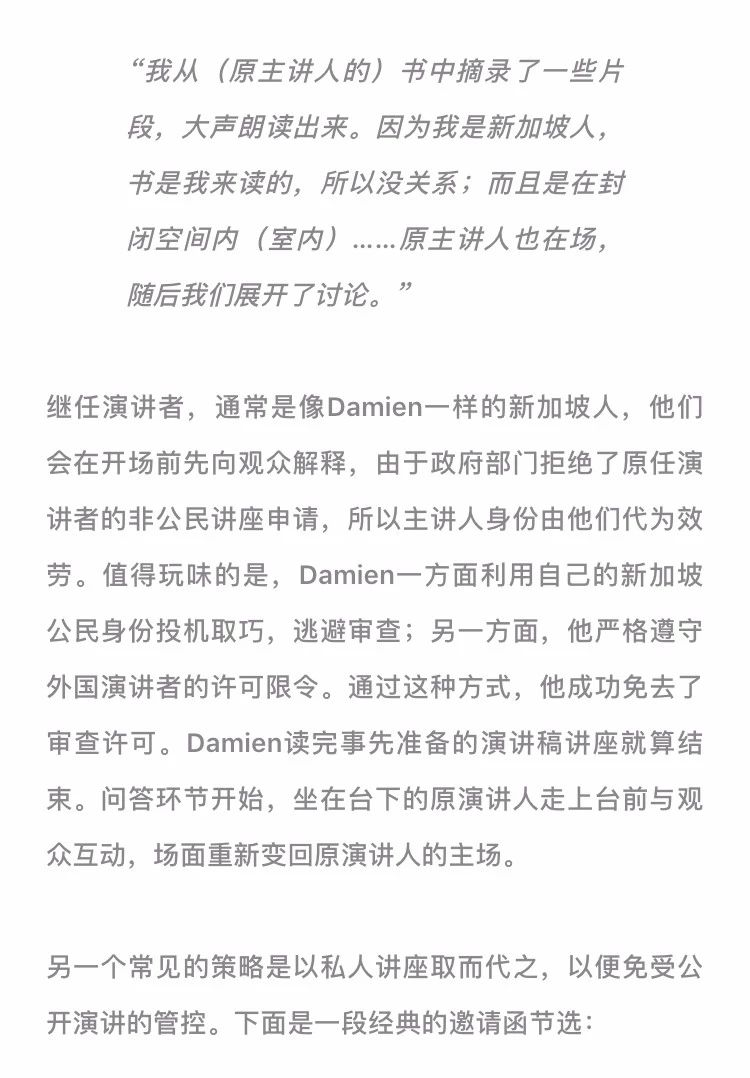 “我从（原主讲人的）书中摘录了一些片
段，大声朗读出来。因为我是新加坡人，
书是我来读的，所以没关系；而且是在封
闭空间内（室内）……原主讲人也在场，
随后我们展开了讨论。”
继任演讲者，通常是像Damien一样的新加坡人，他们
会在开场前先向观众解释，由于政府部门拒绝了原任演
讲者的非公民讲座申请，所以主讲人身份由他们代为效
劳。值得玩味的是，Damien一方面利用自己的新加坡
公民身份投机取巧，逃避审查；另一方面，他严格遵守
外国演讲者的许可限令。通过这种方式，他成功免去了
审查许可。Damien读完事先准备的演讲稿讲座就算结
束。问答环节开始，坐在台下的原演讲人走上台前与观
众互动，场面重新变回原演讲人的主场。
另一个常见的策略是以私人讲座取而代之，以便免受公
开演讲的管控。下面是一段经典的邀请函节选：